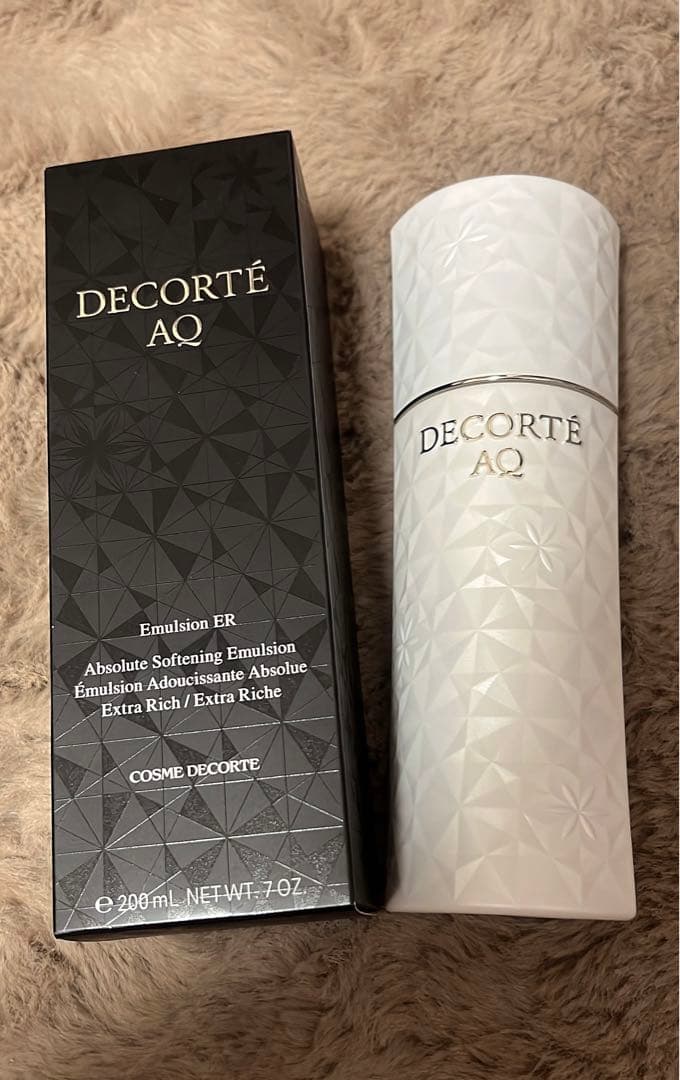 DECORTÉ
AQ
Emulsion ER
Absolute Softening Emulsion
Émulsion Adoucissante Absolue
Extra Rich / Extra Riche
COSME DECORTE
℮ 200 mL NET WT. 7 OZ.
DECORTÉ
AQ